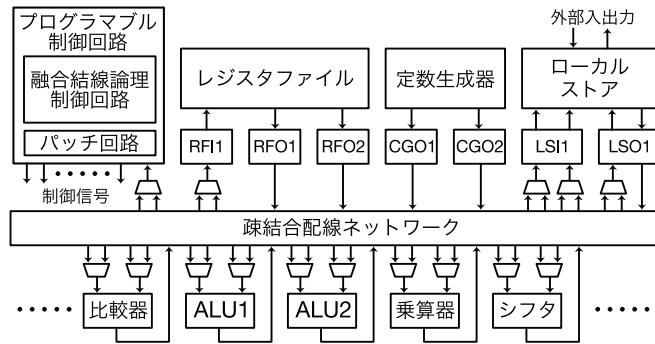 プログラマブル
制御回路
融合結線論理
制御回路
パッチ回路
制御信号
レジスタファイル
定数生成器
外部入出力
ローカル
ストア
RFI1
RFO1
RFO2
CGO1
CGO2
LSI1
LSO1
疎結合配線ネットワーク
比較器
ALU1
ALU2
乗算器
シフタ